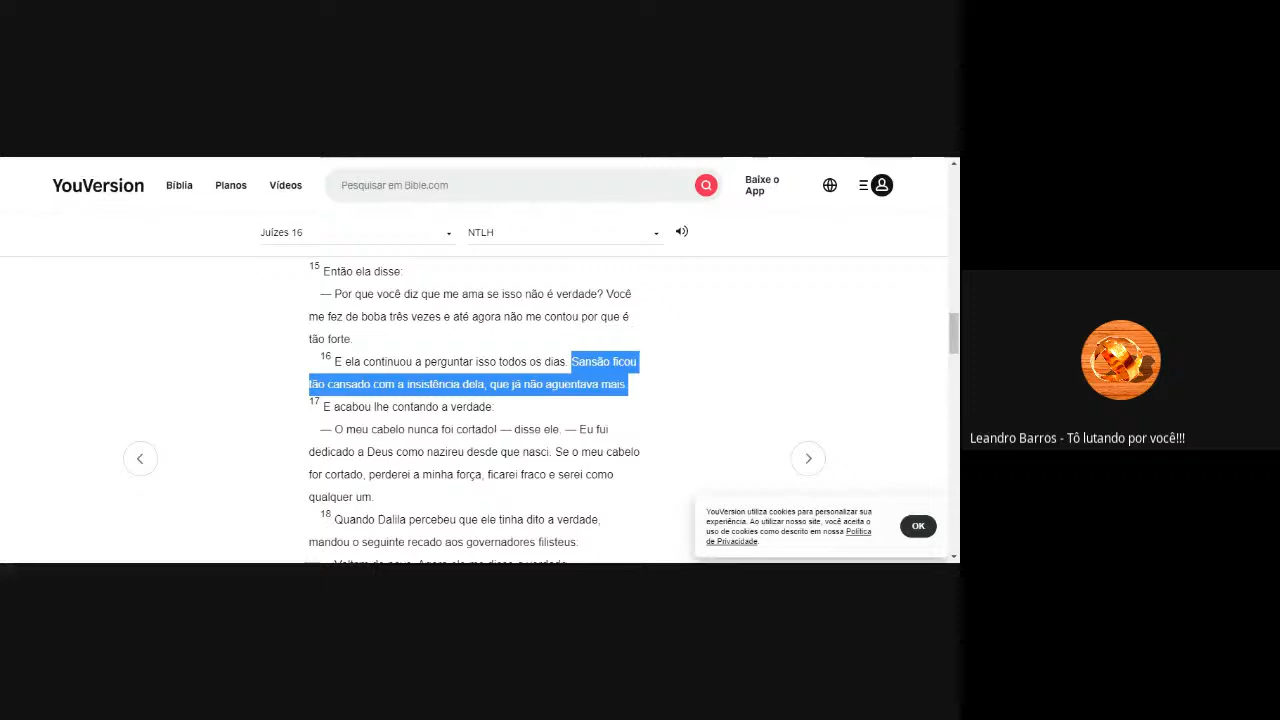 YouVersion
Bíblia
Planos
Vídeos
Pesquisar em Bible.com
Baixe o
App
Juízes 16
NTLH
15 Então ela disse:
— Por que você diz que me ama se isso não é verdade? Você
me fez de boba três vezes e até agora não me contou por que é
tão forte.
16 E ela continuou a perguntar isso todos os dias. Sansão ficou
tão cansado com a insistência dela, que já não aguentava mais.
17 E acabou lhe contando a verdade:
— O meu cabelo nunca foi cortado! — disse ele. — Eu fui
dedicado a Deus como nazireu desde que nasci. Se o meu cabelo
for cortado, perderei a minha força, ficarei fraco e serei como
qualquer um.
18 Quando Dalila percebeu que ele tinha dito a verdade,
mandou o seguinte recado aos governadores filisteus:
YouVersion utiliza cookies para personalizar sua
experiência. Ao utilizar nosso site, você aceita o
uso de cookies como descrito em nossa Política
de Privacidade.
OK
Leandro Barros - Tô lutando por você!!!